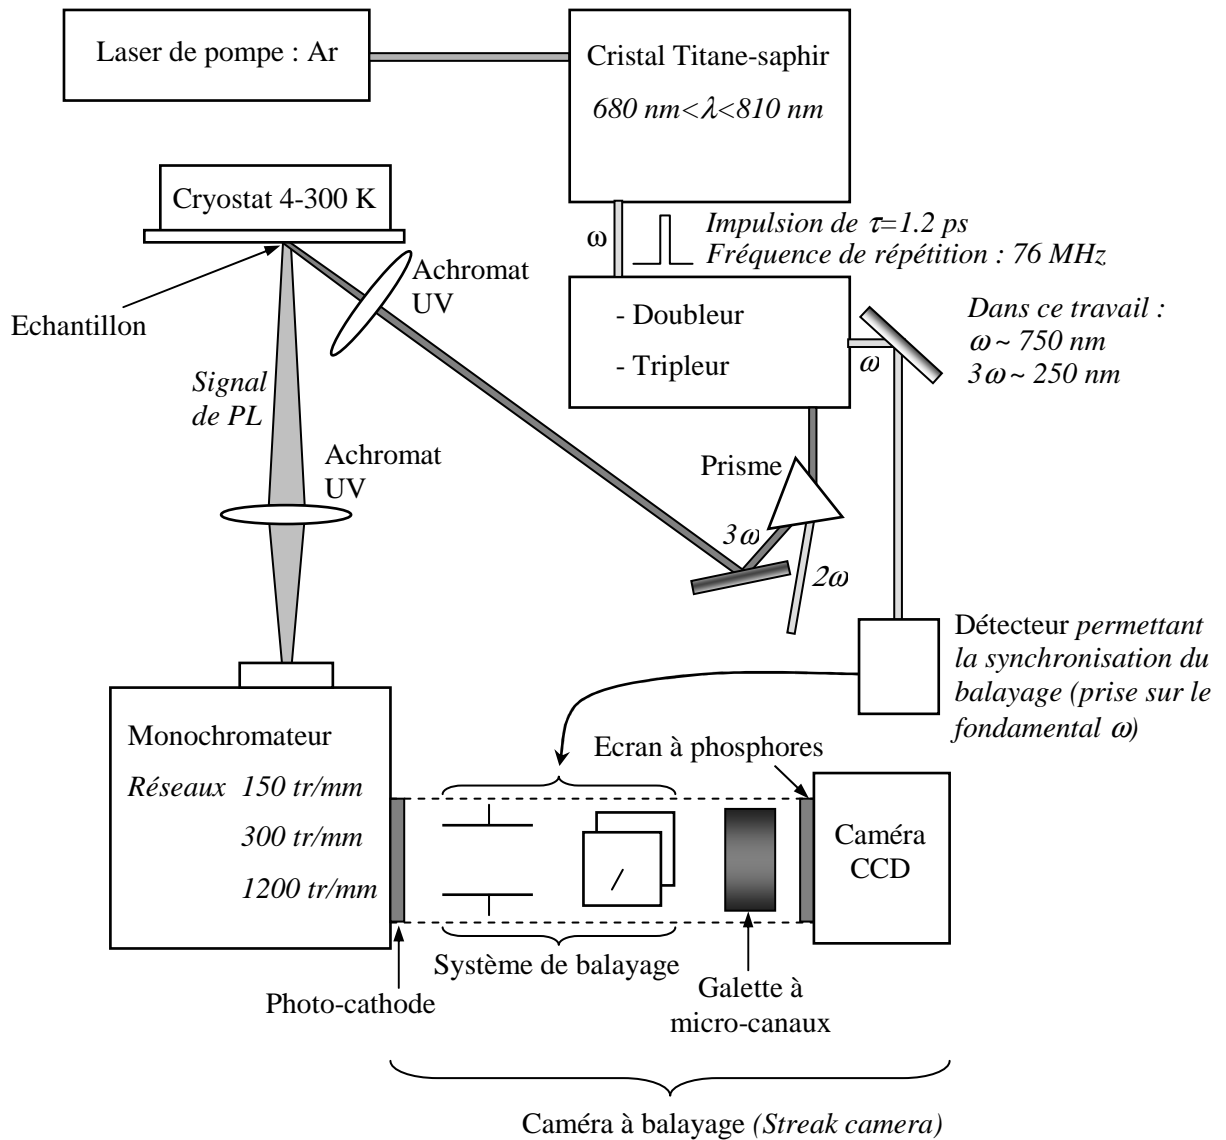 Laser de pompe : Ar
Cristal Titane-saphir
680 nm<λ<810 nm
Cryostat 4-300 K
ω
Impulsion de τ=1.2 ps
Fréquence de répétition : 76 MHz
Achromat
UV
Echantillon
- Doubleur
- Tripleur
ω
Dans ce travail :
ω ~ 750 nm
3ω ~ 250 nm
Signal
de PL
Achromat
UV
Prisme
3ω
2ω
Détecteur permettant
la synchronisation du
balayage (prise sur le
fondamental ω)
Monochromateur
Réseaux 150 tr/mm
300 tr/mm
1200 tr/mm
Ecran à phosphores
Caméra
CCD
Système de balayage
Photo-cathode
Galette à
micro-canaux
Caméra à balayage (Streak camera)